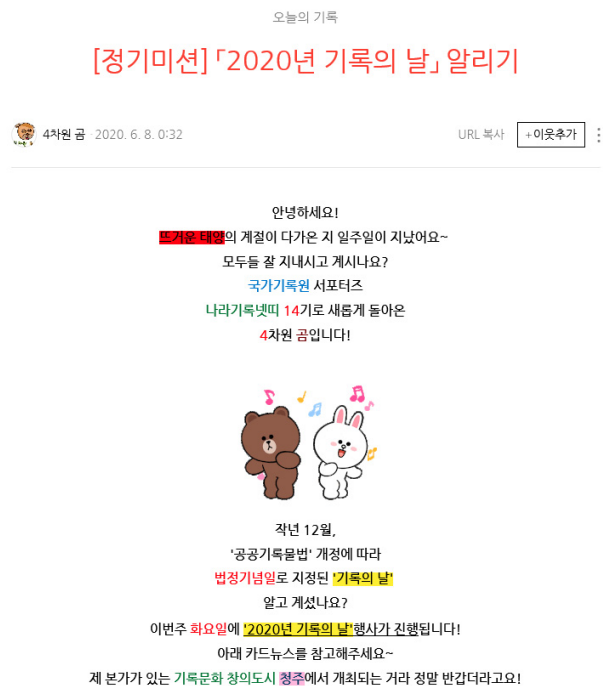 오늘의 기록
[정기미션] 「2020년 기록의 날」 알리기
4차원 곰 · 2020. 6. 8. 0:32
URL 복사
+이웃추가
안녕하세요!
뜨거운 태양의 계절이 다가온 지 일주일이 지났어요~
모두들 잘 지내시고 계시나요?
국가기록원 서포터즈
나라기록넷띠 14기로 새롭게 돌아온
4차원 곰입니다!
작년 12월,
'공공기록물법' 개정에 따라
법정기념일로 지정된 '기록의 날'
알고 계셨나요?
이번주 화요일에 '2020년 기록의 날'행사가 진행됩니다!
아래 카드뉴스를 참고해주세요~
제 본가가 있는 기록문화 창의도시 청주에서 개최되는 거라 정말 반갑더라고요!